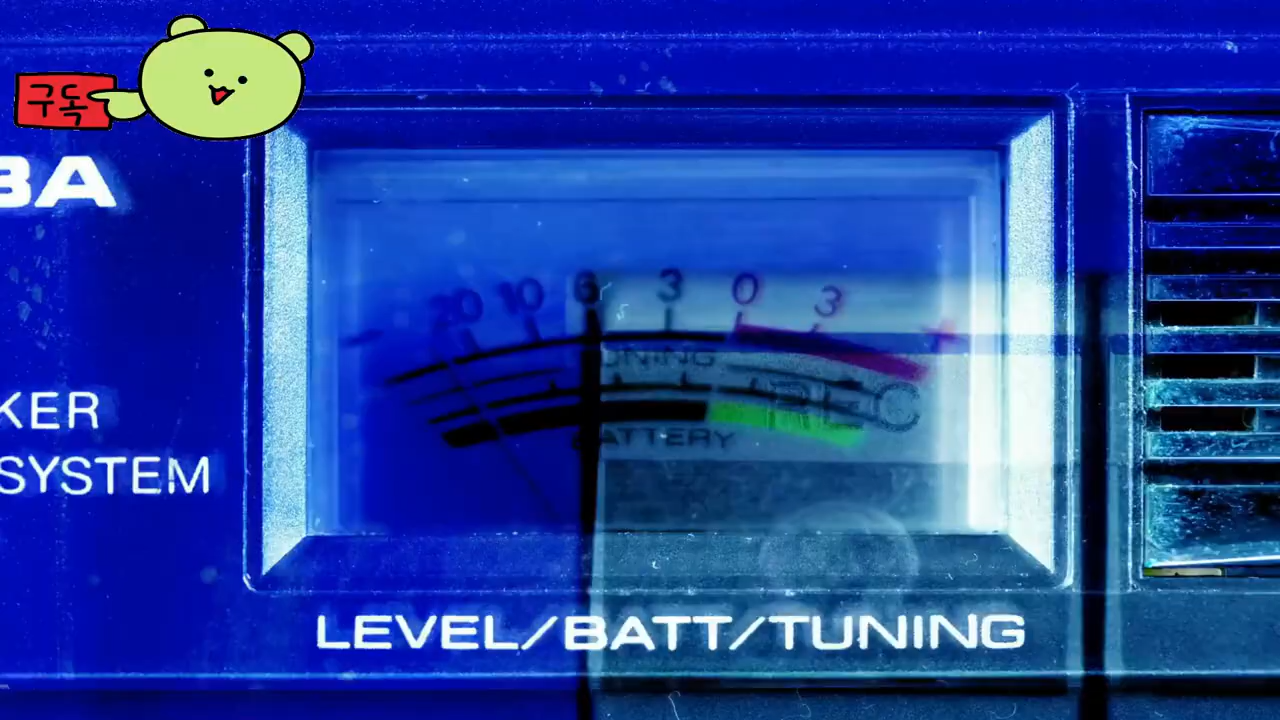 구독
BA
20 10 6 3 0 3
- +
TUNING
REC
BATTERY
KER
SYSTEM
LEVEL/BATT/TUNING